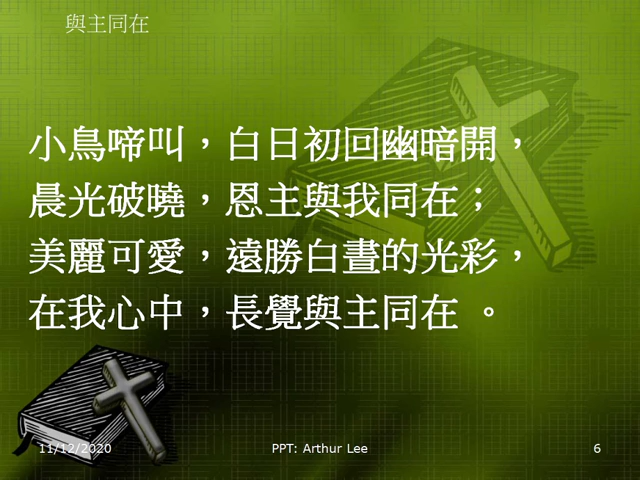 與主同在
小鳥啼叫，白日初回幽暗開，
晨光破曉，恩主與我同在；
美麗可愛，遠勝白晝的光彩，
在我心中，長覺與主同在 。
11/12/2020
PPT: Arthur Lee
6